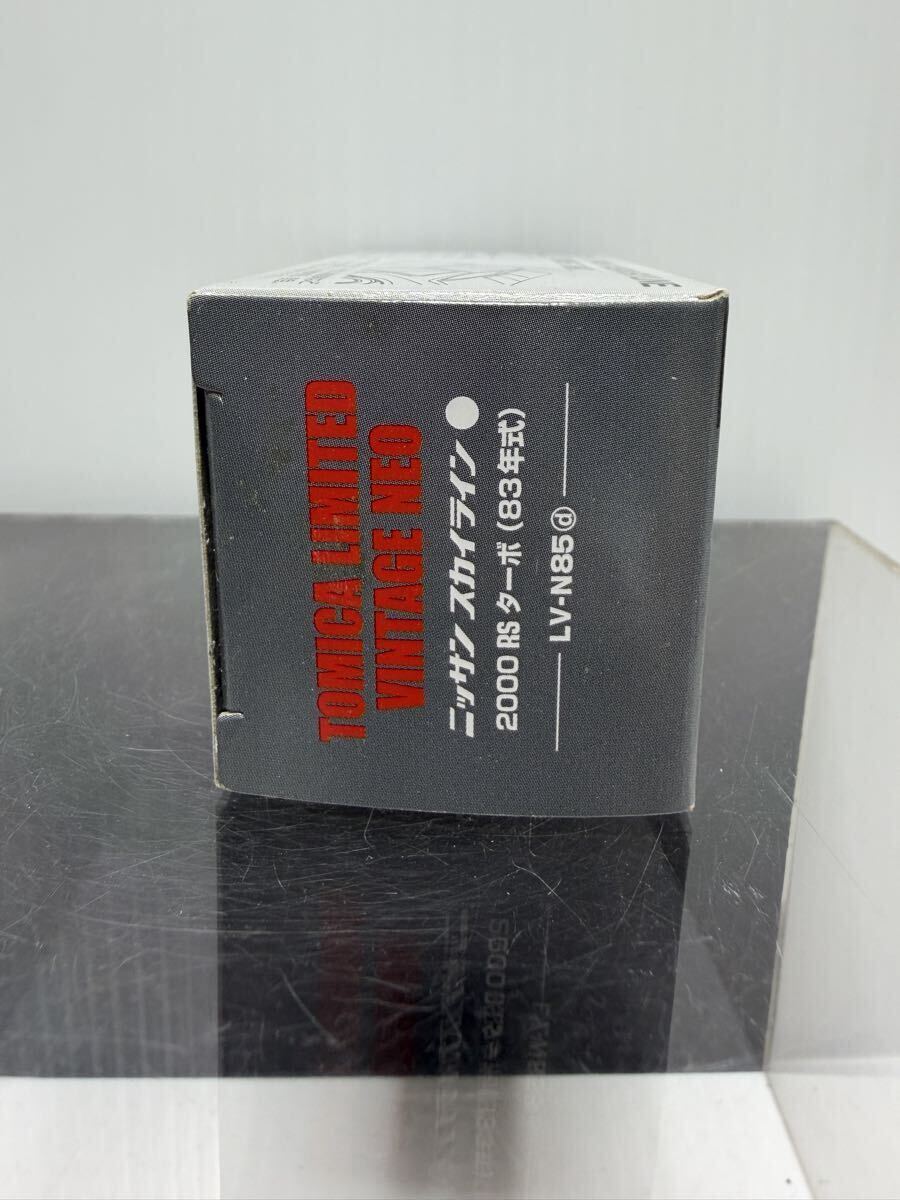 TOMICA LIMITED
VINTAGE NEO
ニッサン スカイライン
2000 RS ターボ (83年式)
LV-N85ⓓ